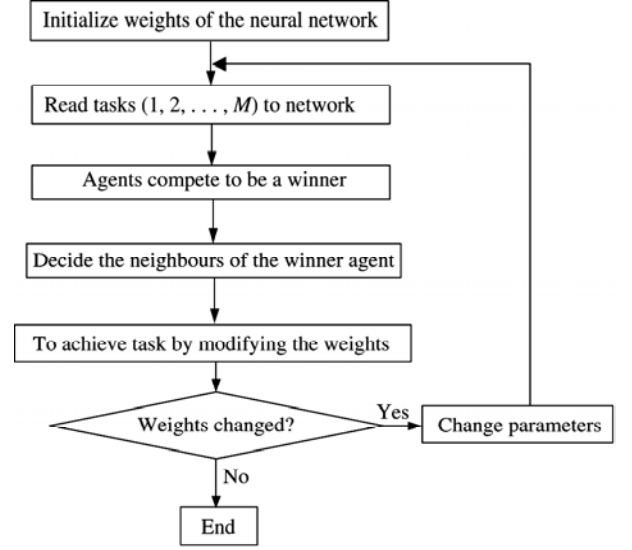 Initialize weights of the neural network
Read tasks (1, 2, . . . , M) to network
Agents compete to be a winner
Decide the neighbours of the winner agent
To achieve task by modifying the weights
Weights changed?
Yes
Change parameters
No
End